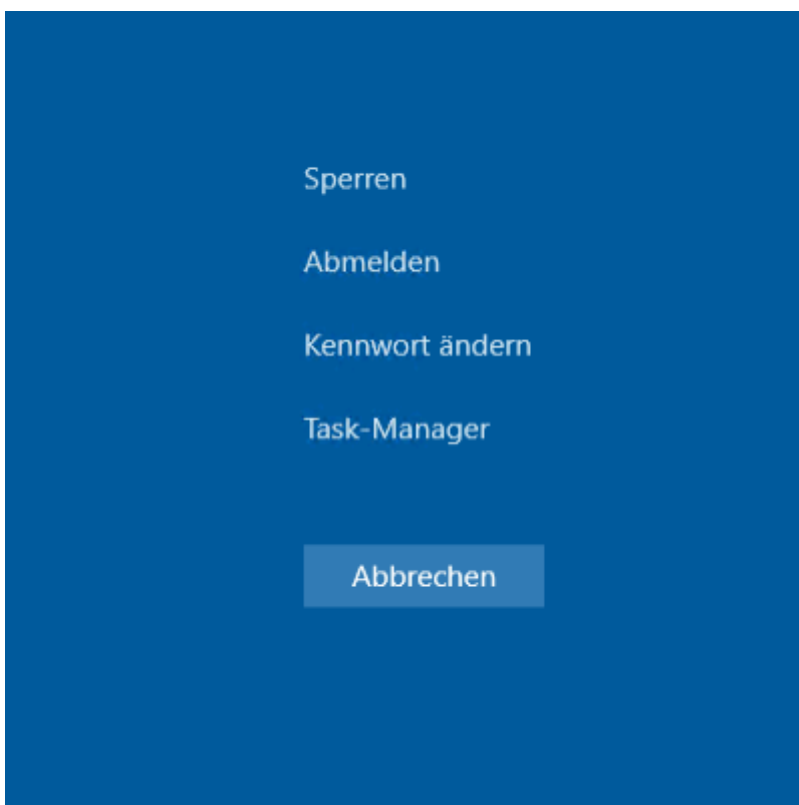 Sperren
Abmelden
Kennwort ändern
Task-Manager
Abbrechen